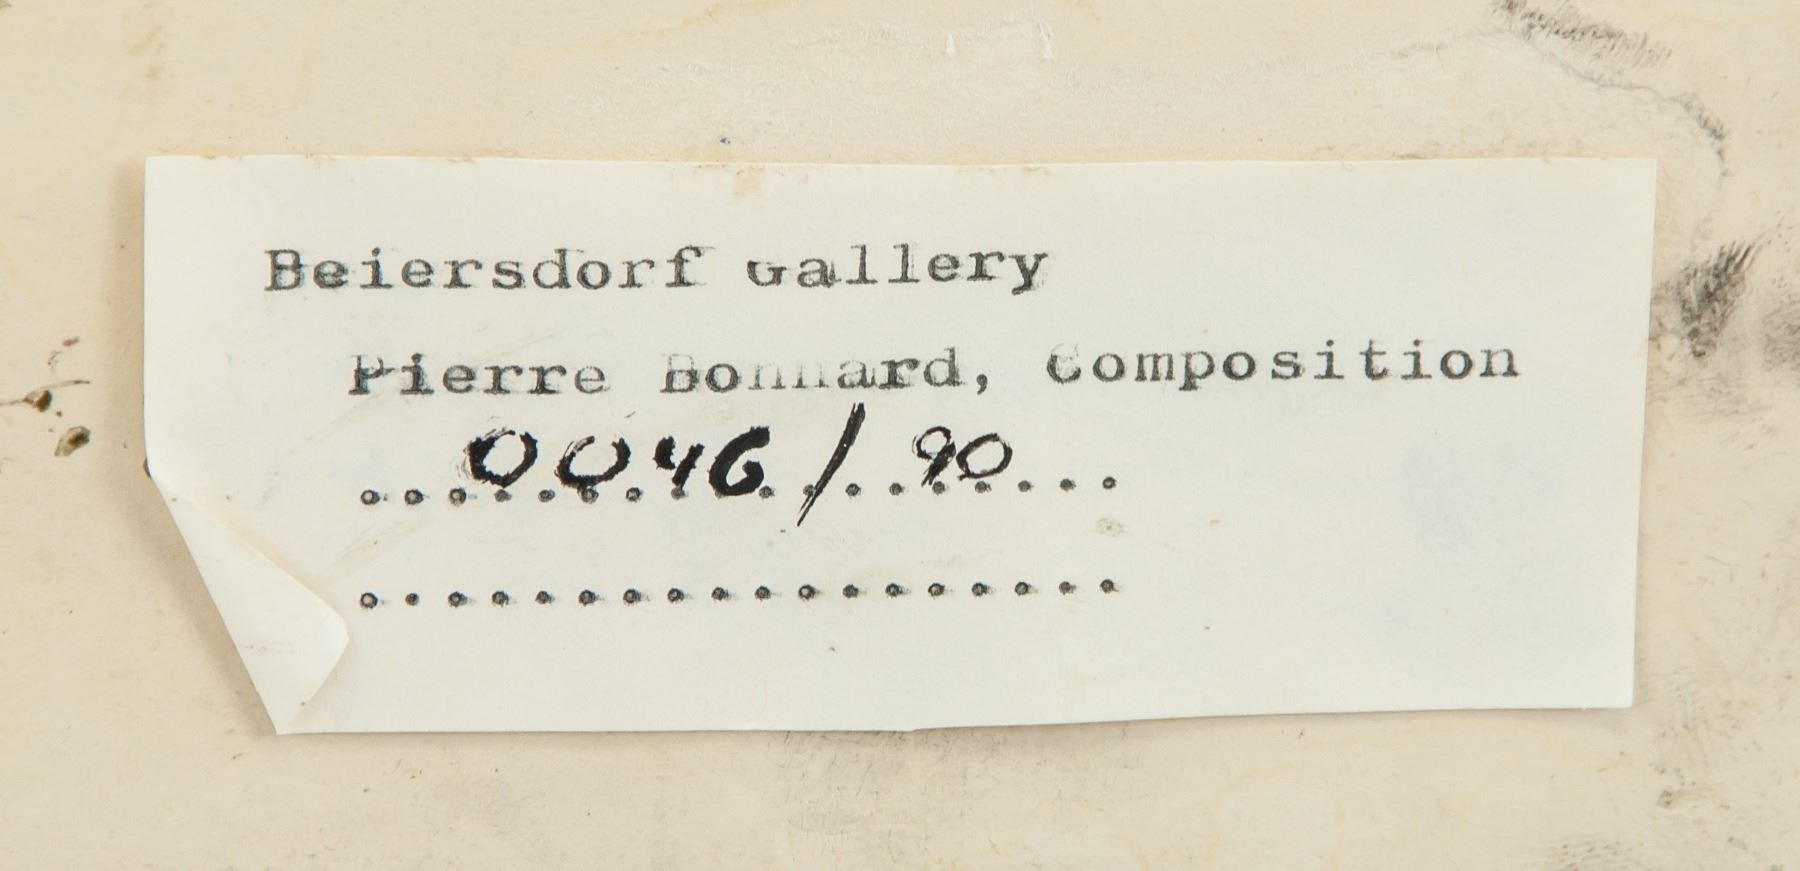 Beiersdorf Gallery
Pierre Bonnard, Composition
0046/90
..................
..................